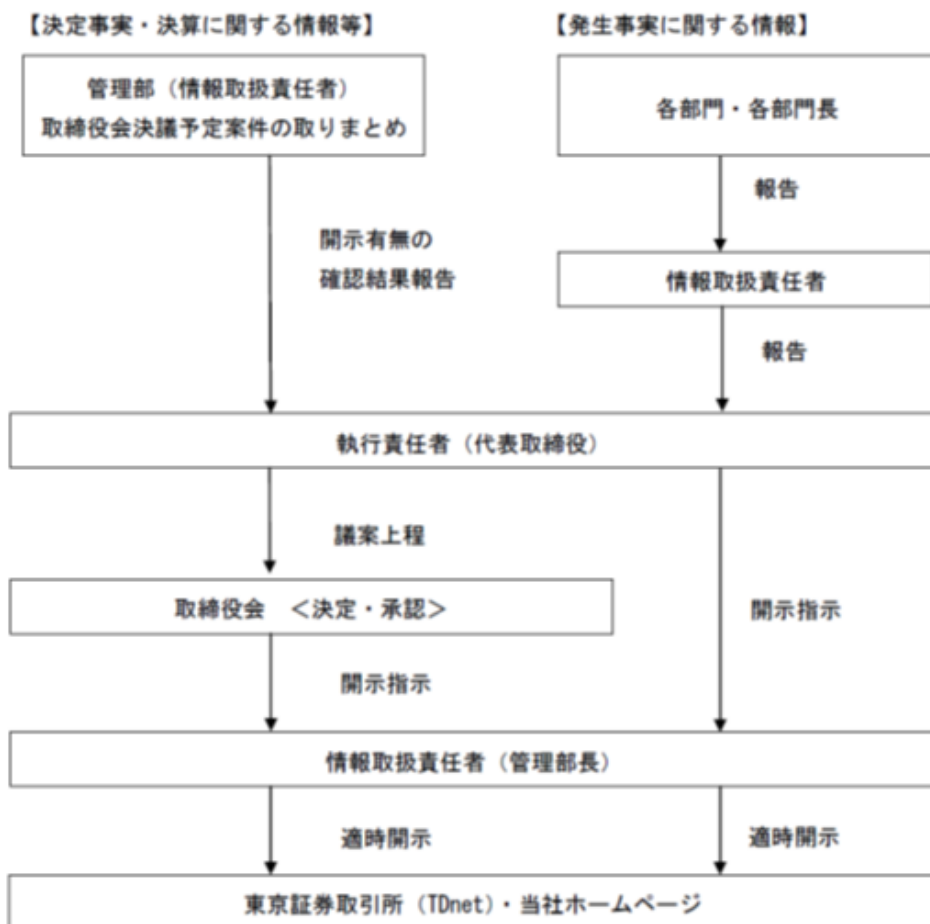 【決定事実・決算に関する情報等】
【発生事実に関する情報】
管理部（情報取扱責任者）
取締役会決議予定案件の取りまとめ
各部門・各部門長
報告
開示有無の
確認結果報告
情報取扱責任者
報告
執行責任者（代表取締役）
議案上程
取締役会　＜決定・承認＞
開示指示
開示指示
情報取扱責任者（管理部長）
適時開示
適時開示
東京証券取引所（TDnet）・当社ホームページ